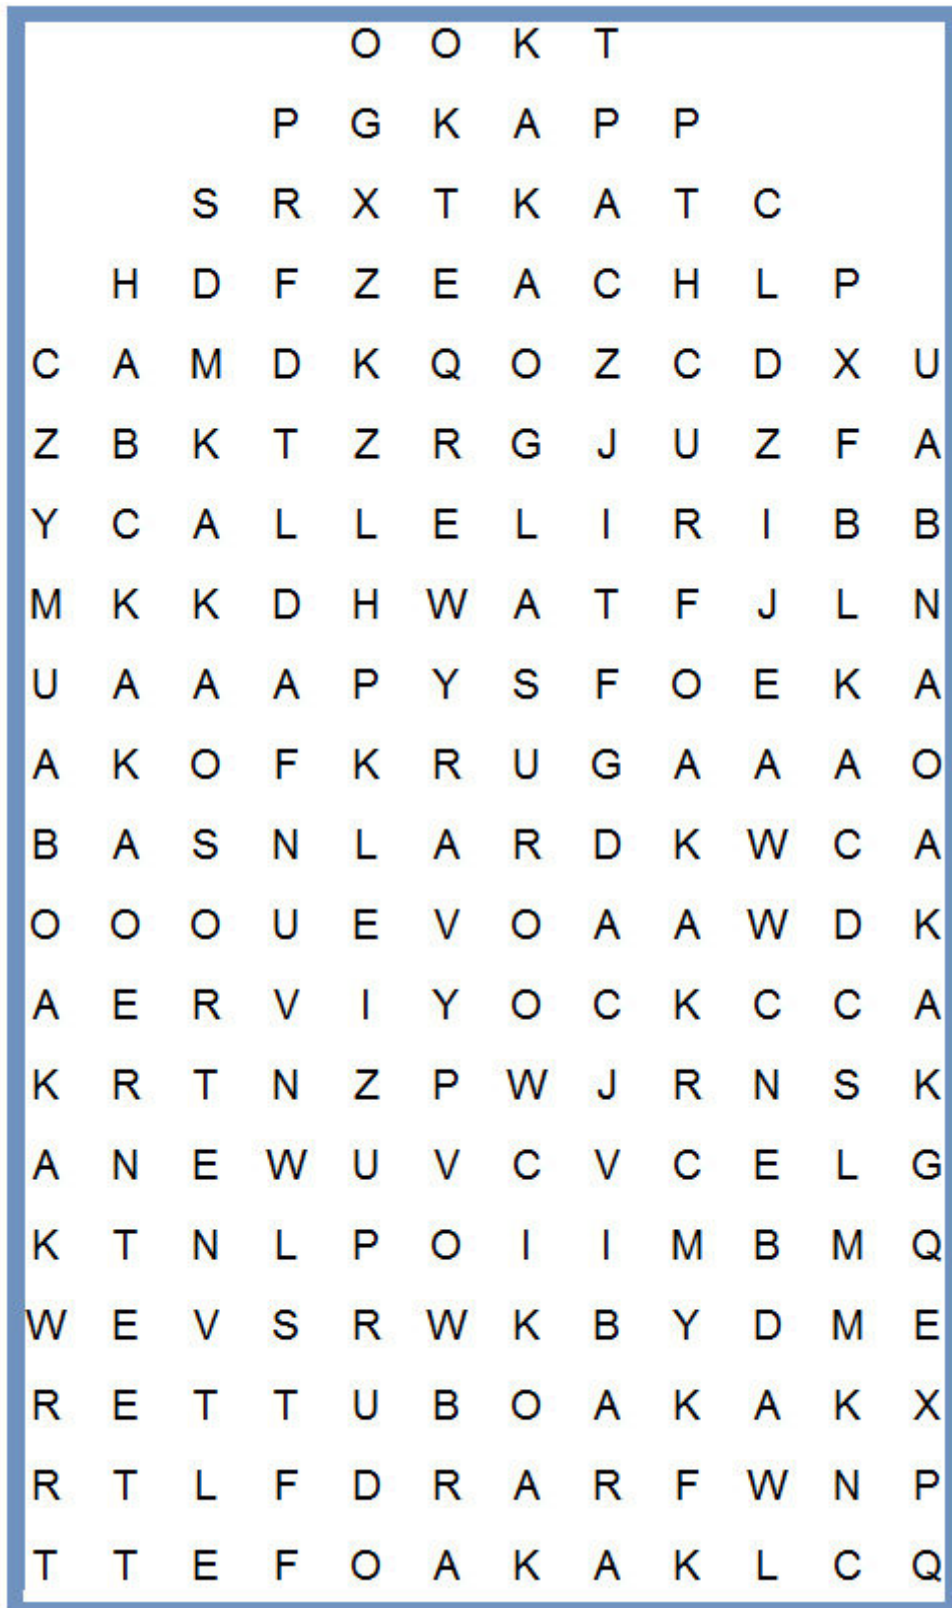 O O K T
P G K A P P
S R X T K A T C
H D F Z E A C H L P
C A M D K Q O Z C D X U
Z B K T Z R G J U Z F A
Y C A L L E L I R I B B
M K K D H W A T F J L N
U A A A P Y S F O E K A
A K O F K R U G A A A O
B A S N L A R D K W C A
O O O U E V O A A W D K
A E R V I Y O C K C C A
K R T N Z P W J R N S K
A N E W U V C V C E L G
K T N L P O I I M B M Q
W E V S R W K B Y D M E
R E T T U B O A K A K X
R T L F D R A R F W N P
T T E F O A K A K L C Q